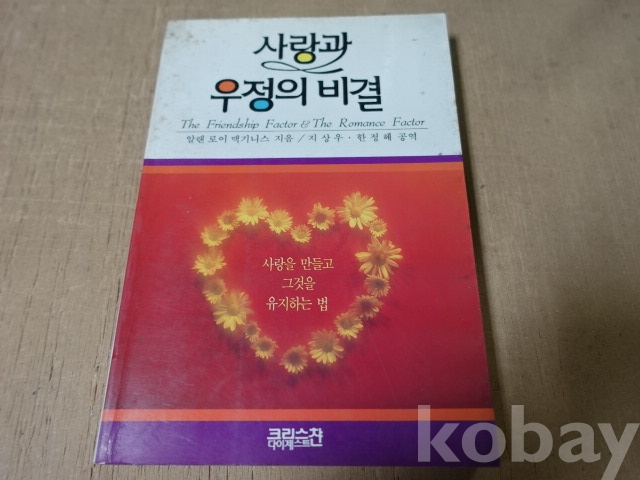 사랑과
우정의 비결
The Friendship Factor & The Romance Factor
알랜 로이 맥기니스 지음 / 지상우 · 한정혜 공역
사랑을 만들고
그것을
유지하는 법
크리스챤
다이제스트
kobay